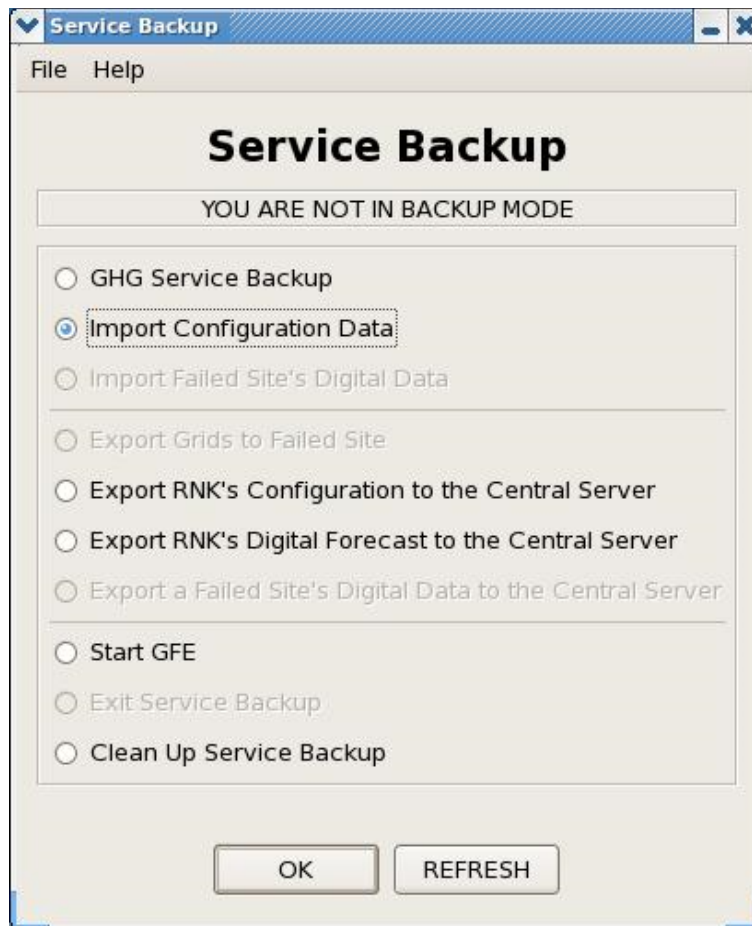 Service Backup
File Help
Service Backup
YOU ARE NOT IN BACKUP MODE
GHG Service Backup
Import Configuration Data
Import Failed Site's Digital Data
Export Grids to Failed Site
Export RNK's Configuration to the Central Server
Export RNK's Digital Forecast to the Central Server
Export a Failed Site's Digital Data to the Central Server
Start GFE
Exit Service Backup
Clean Up Service Backup
OK REFRESH